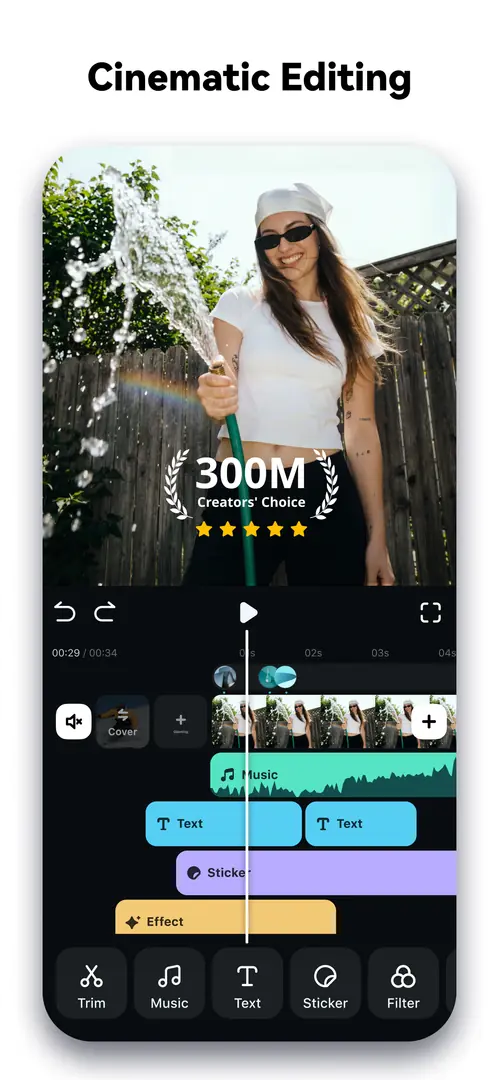 Cinematic Editing
300M
Creators' Choice
00:29 / 00:34
02s
03s
04s
Cover
Music
Text
Text
Sticker
Effect
Trim
Music
Text
Sticker
Filter